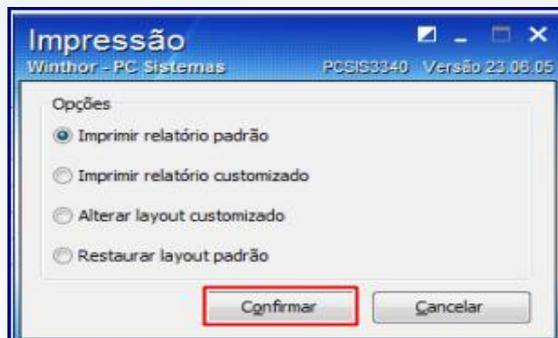 Impressão
Winthor - PC Sistemas PCSIS3340 Versão 23.06.05
Opções
Imprimir relatório padrão
Imprimir relatório customizado
Alterar layout customizado
Restaurar layout padrão
Confirmar Cancelar